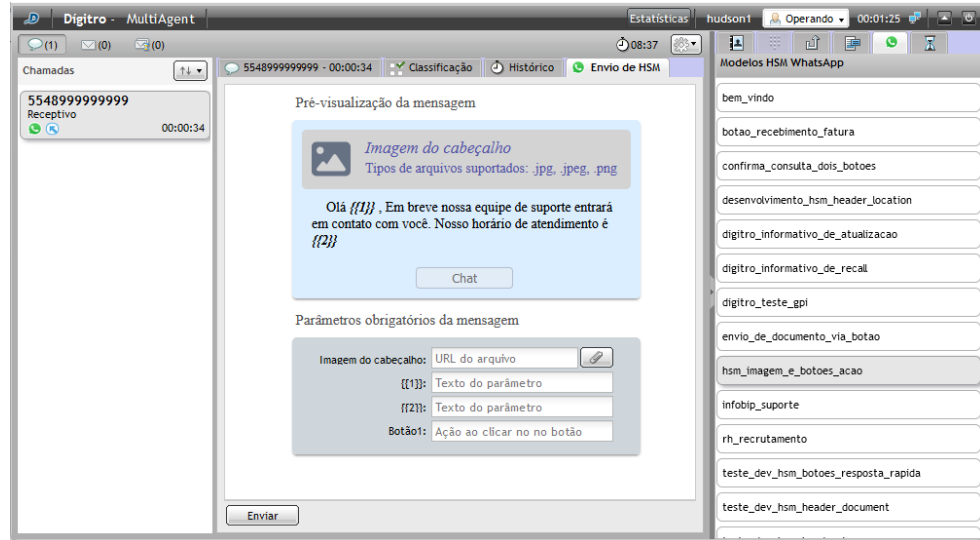 Dígitro - MultiAgent
Estatísticas
hudson1
Operando
00:01:25
(1)
(0)
(0)
08:37
Chamadas
5548999999999
Receptivo
00:00:34
5548999999999 - 00:00:34
Classificação
Histórico
Envio de HSM
Pré-visualização da mensagem
Imagem do cabeçalho
Tipos de arquivos suportados: .jpg, .jpeg, .png
Olá {{1}} , Em breve nossa equipe de suporte entrará
em contato com você. Nosso horário de atendimento é
{{2}}
Chat
Parâmetros obrigatórios da mensagem
Imagem do cabeçalho: URL do arquivo
{{1}}: Texto do parâmetro
{{2}}: Texto do parâmetro
Botão1: Ação ao clicar no no botão
Enviar
Modelos HSM WhatsApp
bem_vindo
botao_recebimento_fatura
confirma_consulta_dois_botoes
desenvolvimento_hsm_header_location
digitro_informativo_de_atualizacao
digitro_informativo_de_recall
digitro_teste_gpi
envio_de_documento_via_botao
hsm_imagem_e_botoes_acao
infobip_suporte
rh_recrutamento
teste_dev_hsm_botoes_resposta_rapida
teste_dev_hsm_header_document